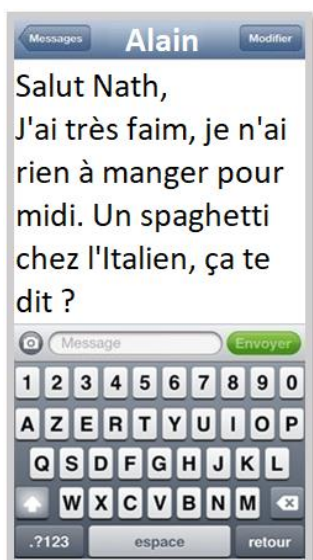 Messages Alain Modifier
Salut Nath,
J'ai très faim, je n'ai
rien à manger pour
midi. Un spaghetti
chez l'Italien, ça te
dit ?
Message Envoyer
1 2 3 4 5 6 7 8 9 0
A Z E R T Y U I O P
Q S D F G H J K L
W X C V B N M
.?123 espace retour